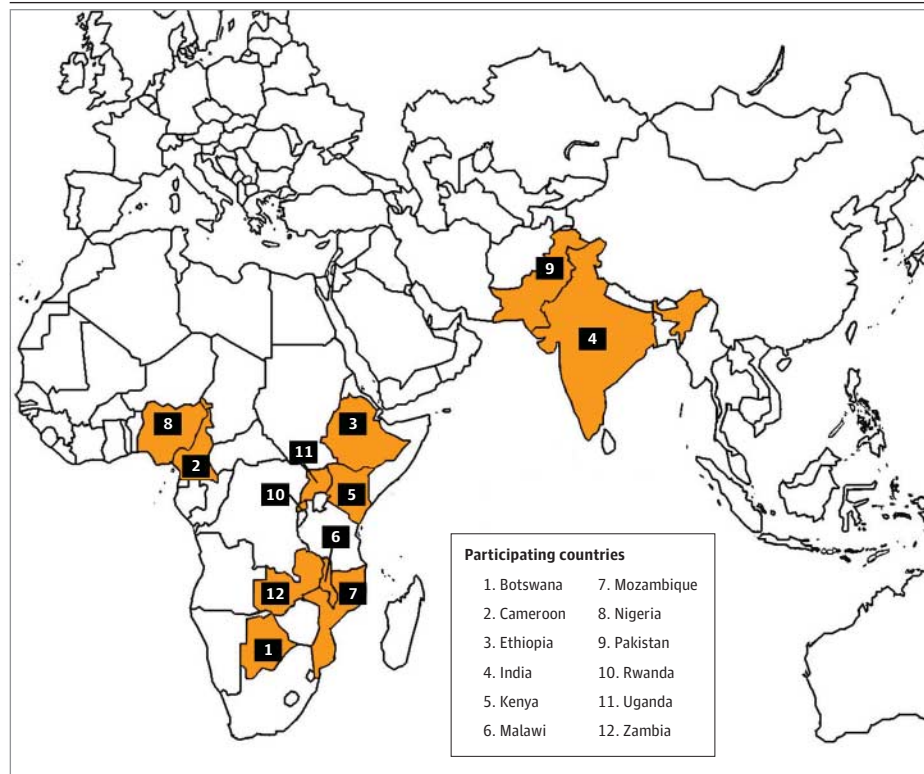 9
4
8
3
11
2
10
5
6
12
7
1
Participating countries
1. Botswana 7. Mozambique
2. Cameroon 8. Nigeria
3. Ethiopia 9. Pakistan
4. India 10. Rwanda
5. Kenya 11. Uganda
6. Malawi 12. Zambia